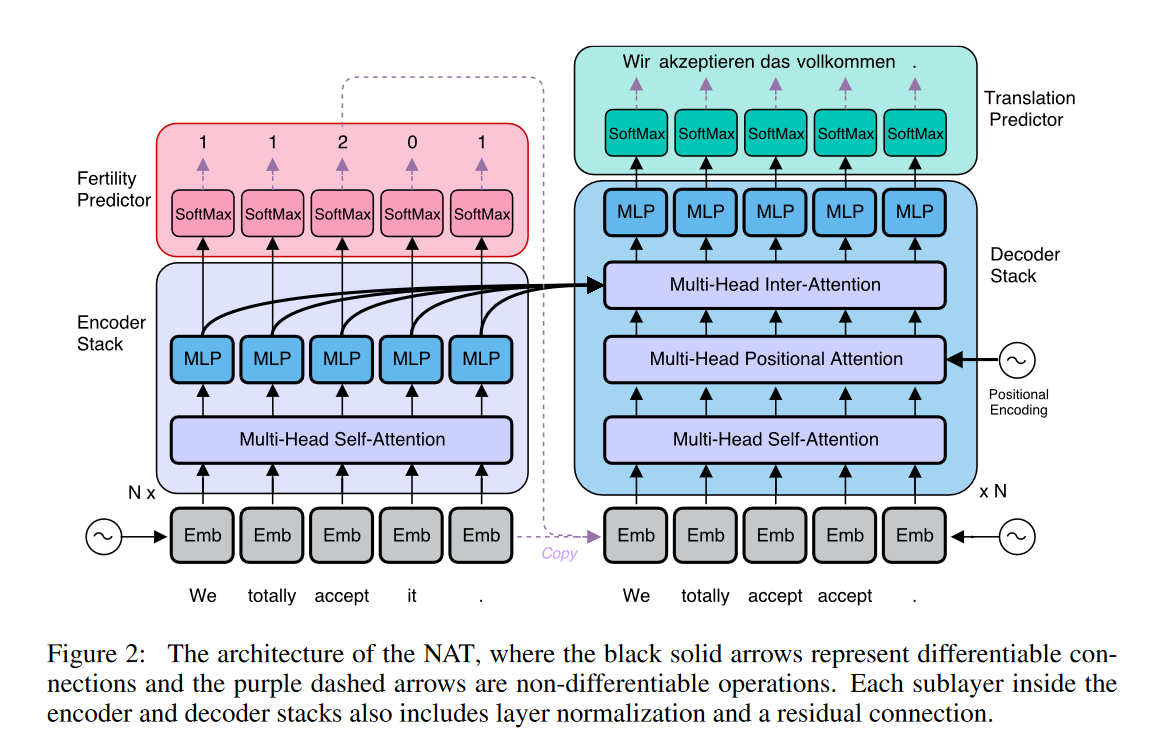 Wir akzeptieren das vollkommen .
Translation
Predictor
SoftMax SoftMax SoftMax SoftMax SoftMax
1 1 2 0 1
Fertility
Predictor
SoftMax SoftMax SoftMax SoftMax SoftMax
MLP MLP MLP MLP MLP
Decoder
Stack
Multi-Head Inter-Attention
Encoder
Stack
MLP MLP MLP MLP MLP
Multi-Head Positional Attention
Positional
Encoding
Multi-Head Self-Attention
Multi-Head Self-Attention
N x
x N
Emb Emb Emb Emb Emb
Copy
Emb Emb Emb Emb Emb
We totally accept it .
We totally accept accept .
Figure 2: The architecture of the NAT, where the black solid arrows represent differentiable con-
nections and the purple dashed arrows are non-differentiable operations. Each sublayer inside the
encoder and decoder stacks also includes layer normalization and a residual connection.